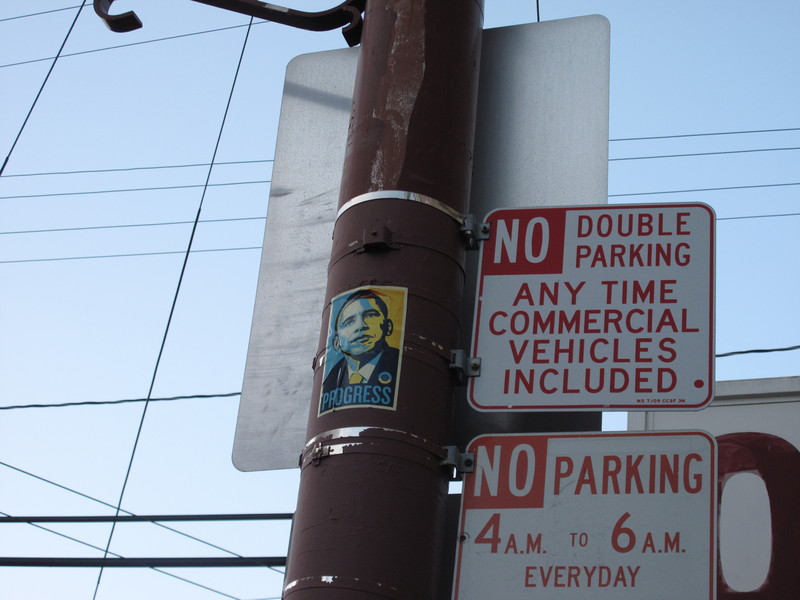 NO DOUBLE
PARKING
ANY TIME
COMMERCIAL
VEHICLES
INCLUDED
PROGRESS
NO PARKING
4 A.M. TO 6 A.M.
EVERYDAY